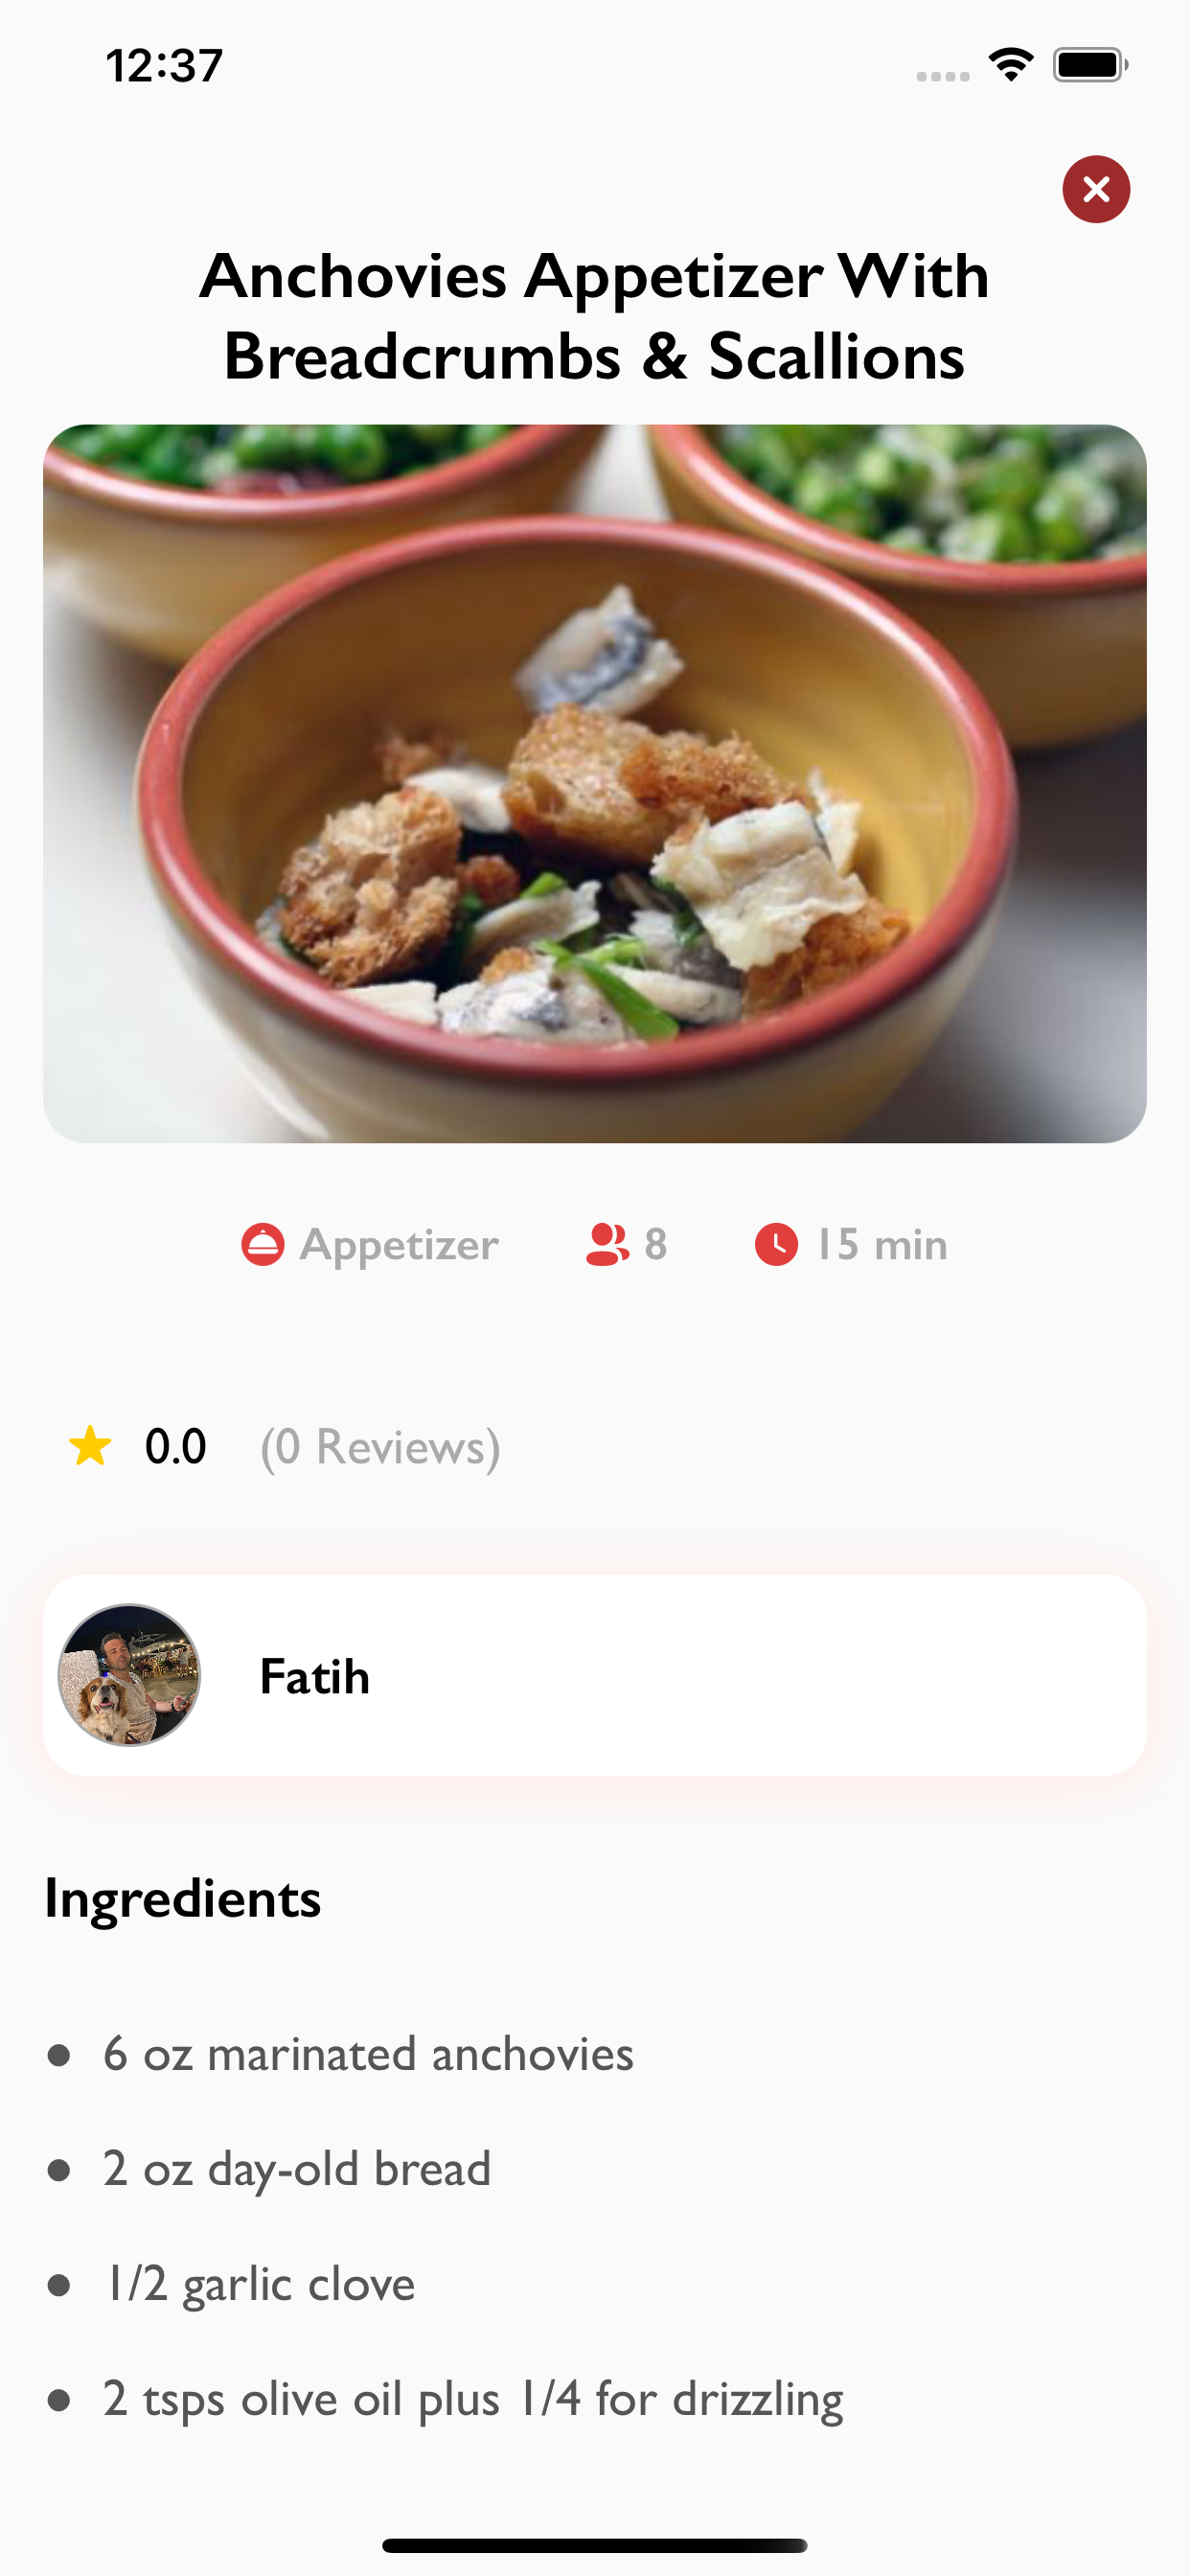 12:37
Anchovies Appetizer With
Breadcrumbs & Scallions
Appetizer 8 15 min
0.0 (0 Reviews)
Fatih
Ingredients
● 6 oz marinated anchovies
● 2 oz day-old bread
● 1/2 garlic clove
● 2 tsps olive oil plus 1/4 for drizzling